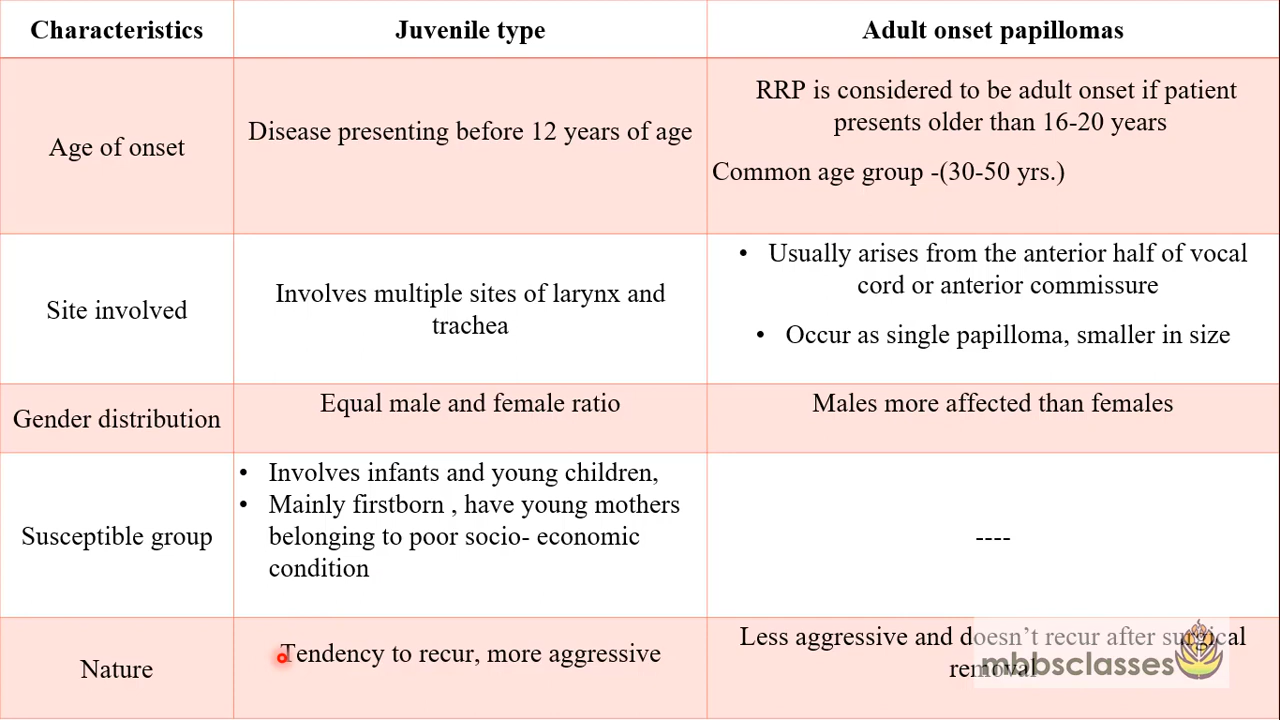 Characteristics
Juvenile type
Adult onset papillomas
Age of onset
Disease presenting before 12 years of age
RRP is considered to be adult onset if patient
presents older than 16-20 years
Common age group -(30-50 yrs.)
Site involved
Involves multiple sites of larynx and
trachea
• Usually arises from the anterior half of vocal
cord or anterior commissure
• Occur as single papilloma, smaller in size
Gender distribution
Equal male and female ratio
Males more affected than females
Susceptible group
• Involves infants and young children,
• Mainly firstborn , have young mothers
belonging to poor socio- economic
condition
----
Nature
Tendency to recur, more aggressive
Less aggressive and doesn’t recur after surgical
removal
mbbsclasses